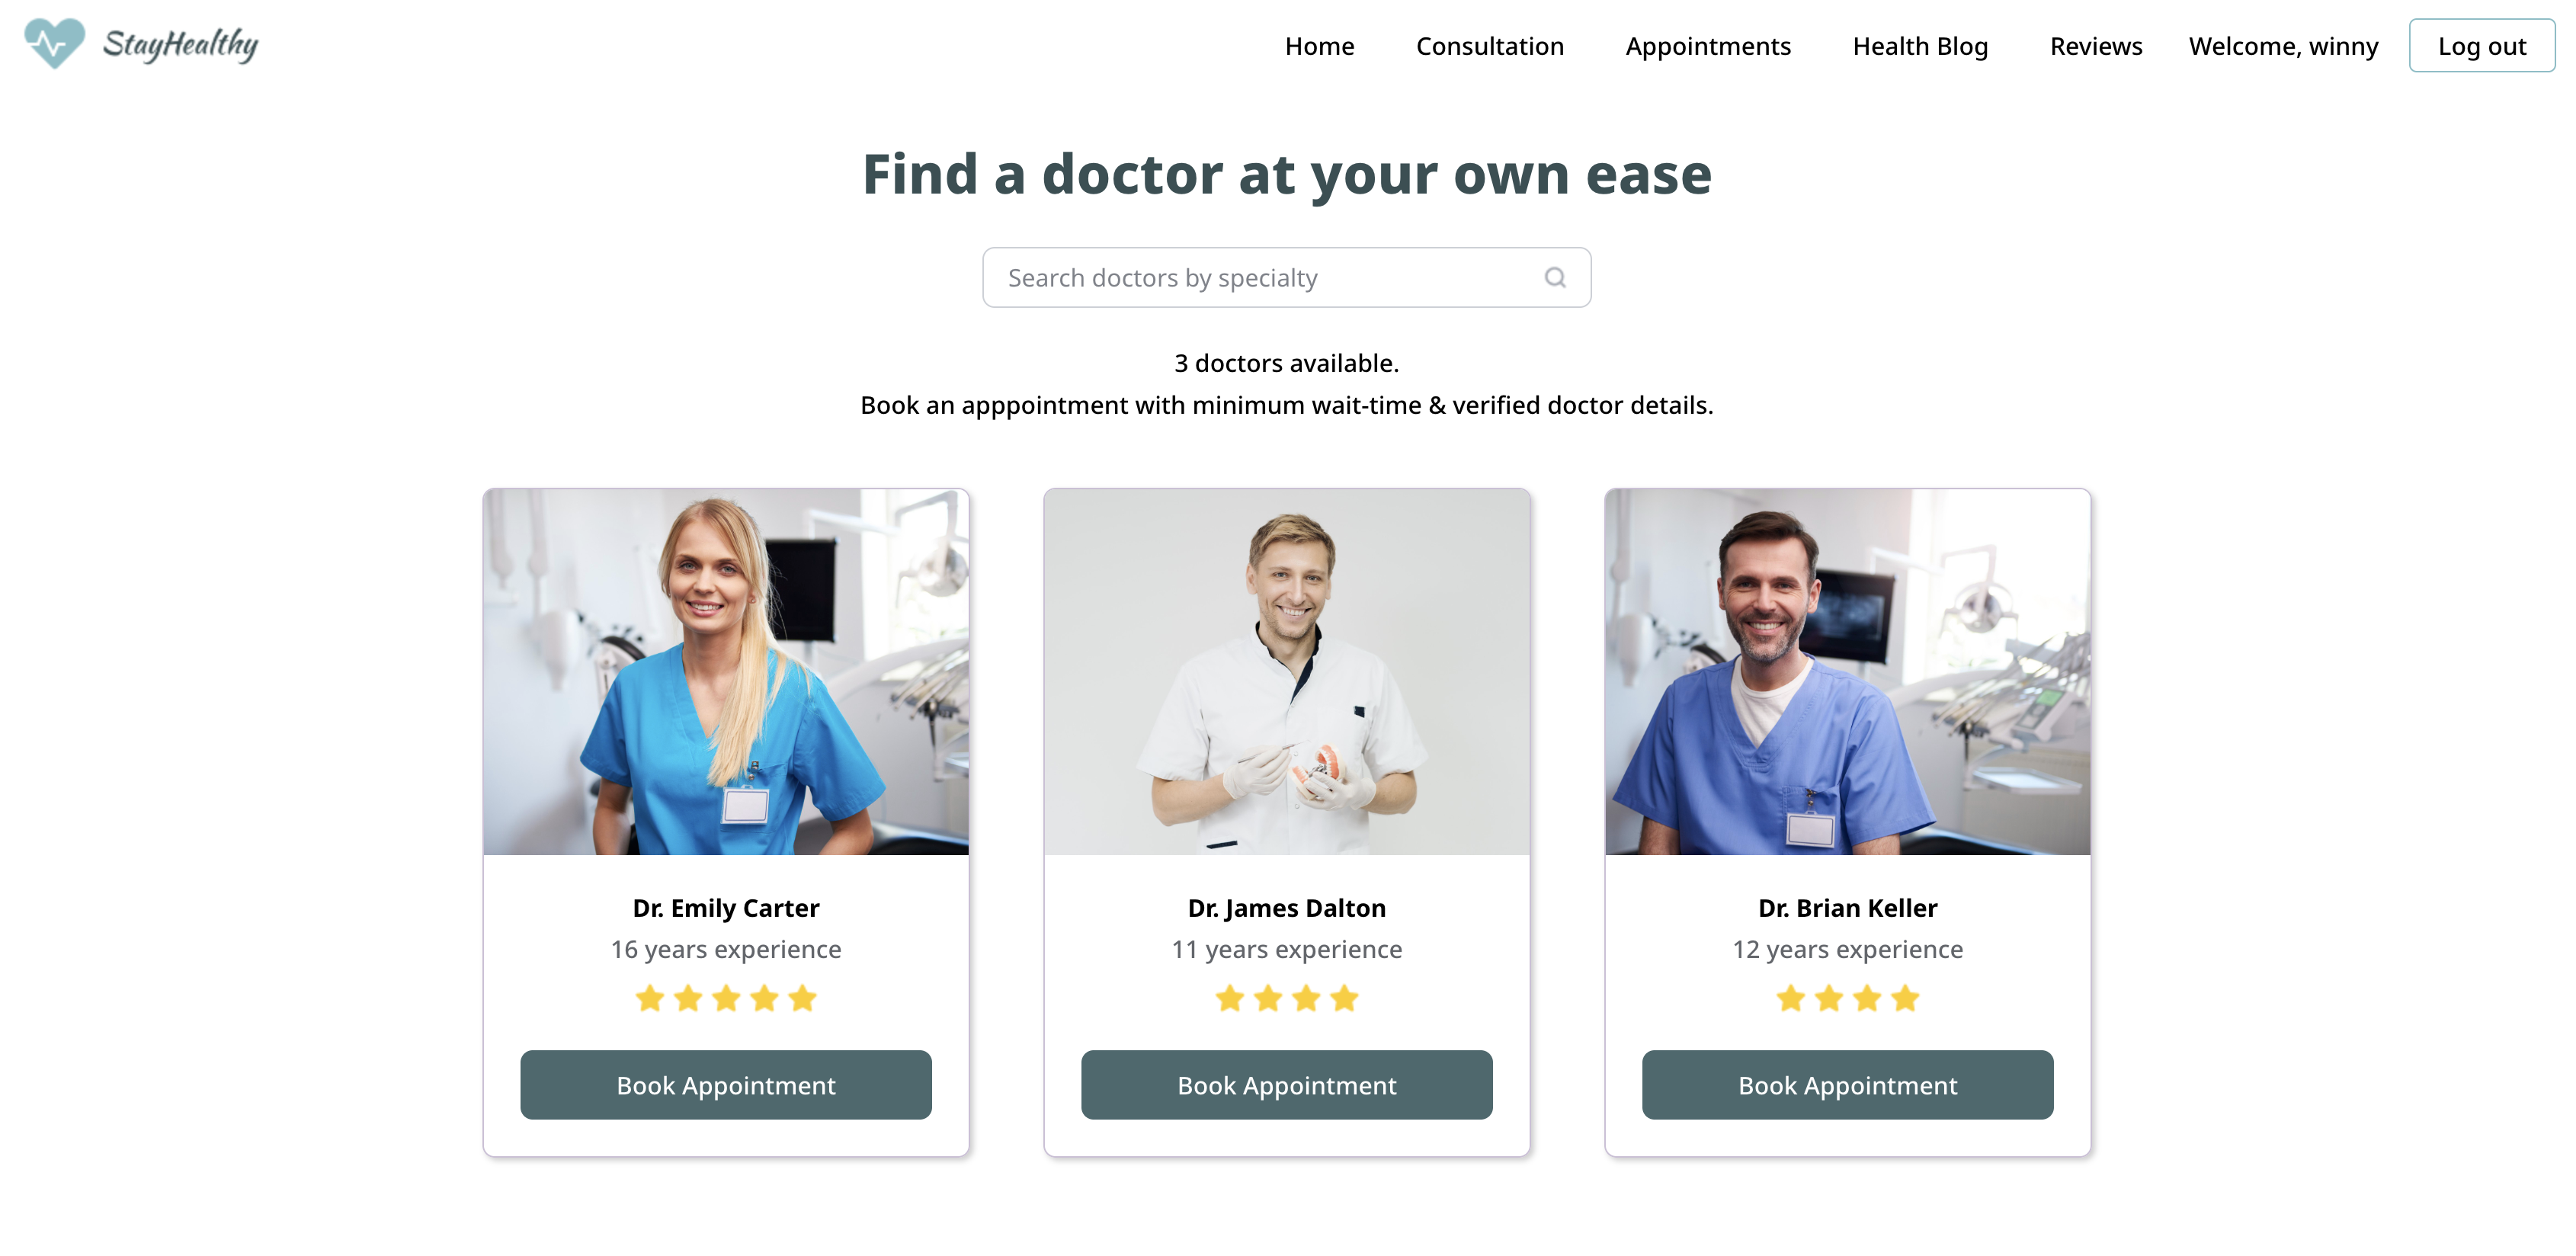 StayHealthy
Home Consultation Appointments Health Blog Reviews Welcome, winny Log out
Find a doctor at your own ease
Search doctors by specialty
3 doctors available.
Book an apppointment with minimum wait-time & verified doctor details.
Dr. Emily Carter
16 years experience
Book Appointment
Dr. James Dalton
11 years experience
Book Appointment
Dr. Brian Keller
12 years experience
Book Appointment